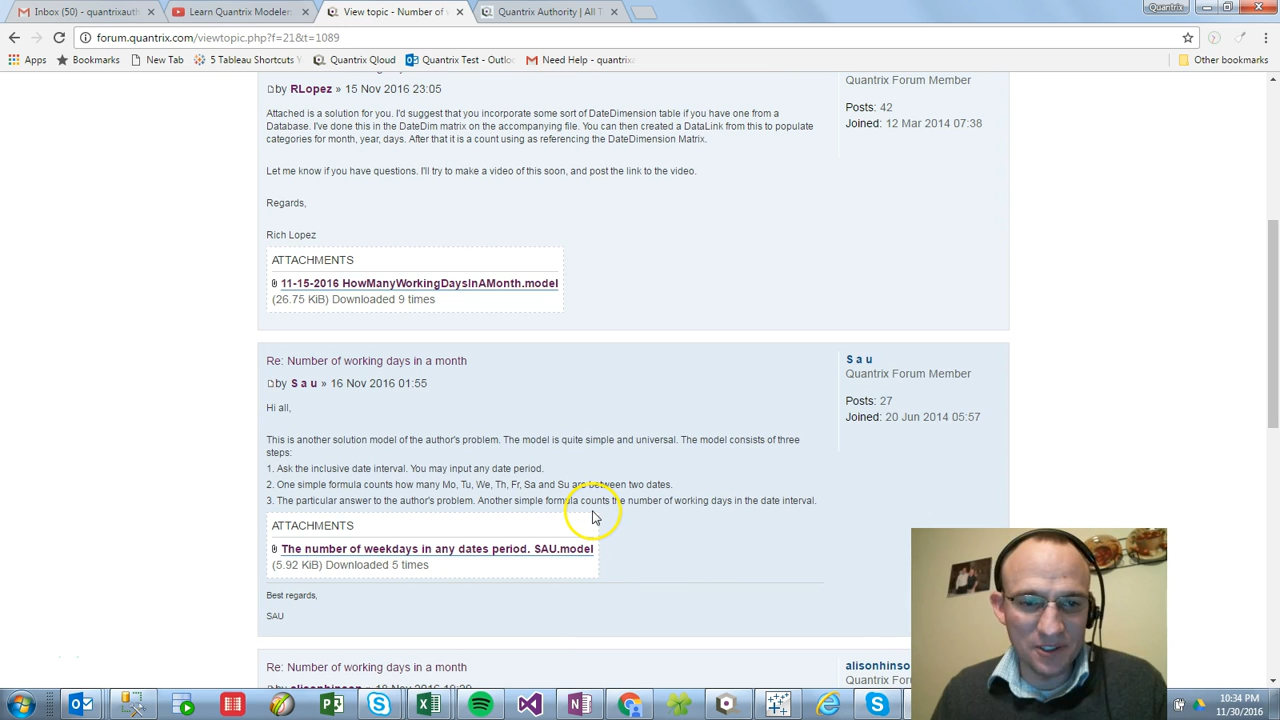 Quantrix
Inbox (50) - quantrixauth
Learn Quantrix Modeler
View topic - Number of w
Quantrix Authority | All T
forum.quantrix.com/viewtopic.php?f=21&t=1089
Apps
Bookmarks
New Tab
5 Tableau Shortcuts
Quantrix Qloud
Quantrix Test - Outlo
Need Help - quantrix
Other bookmarks
by RLopez » 15 Nov 2016 23:05
Quantrix Forum Member
Posts: 42
Joined: 12 Mar 2014 07:38
Attached is a solution for you. I'd suggest that you incorporate some sort of DateDimension table if you have one from a
Database. I've done this in the DateDim matrix on the accompanying file. You can then created a DataLink from this to populate
categories for month, year, days. After that it is a count using as referencing the DateDimension Matrix.
Let me know if you have questions. I'll try to make a video of this soon, and post the link to the video.
Regards,
Rich Lopez
ATTACHMENTS
11-15-2016 HowManyWorkingDaysInAMonth.model
(26.75 KiB) Downloaded 9 times
Re: Number of working days in a month
by S a u » 16 Nov 2016 01:55
S a u
Quantrix Forum Member
Posts: 27
Joined: 20 Jun 2014 05:57
Hi all,
This is another solution model of the author's problem. The model is quite simple and universal. The model consists of three
steps:
1. Ask the inclusive date interval. You may input any date period.
2. One simple formula counts how many Mo, Tu, We, Th, Fr, Sa and Su are between two dates.
3. The particular answer to the author's problem. Another simple formula counts the number of working days in the date interval.
ATTACHMENTS
The number of weekdays in any dates period. SAU.model
(5.92 KiB) Downloaded 5 times
Best regards,
SAU
Re: Number of working days in a month
alisonhinso
Quantrix Fo
10:34 PM
11/30/2016